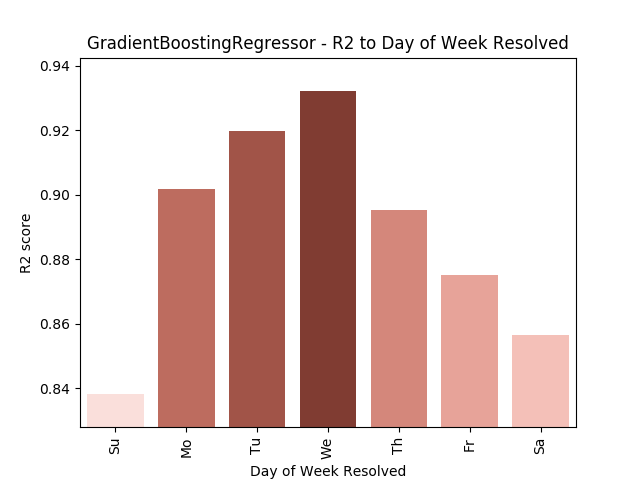 GradientBoostingRegressor - R2 to Day of Week Resolved
0.94
0.92
0.90
0.88
0.86
0.84
R2 score
Su
Mo
Tu
We
Th
Fr
Sa
Day of Week Resolved